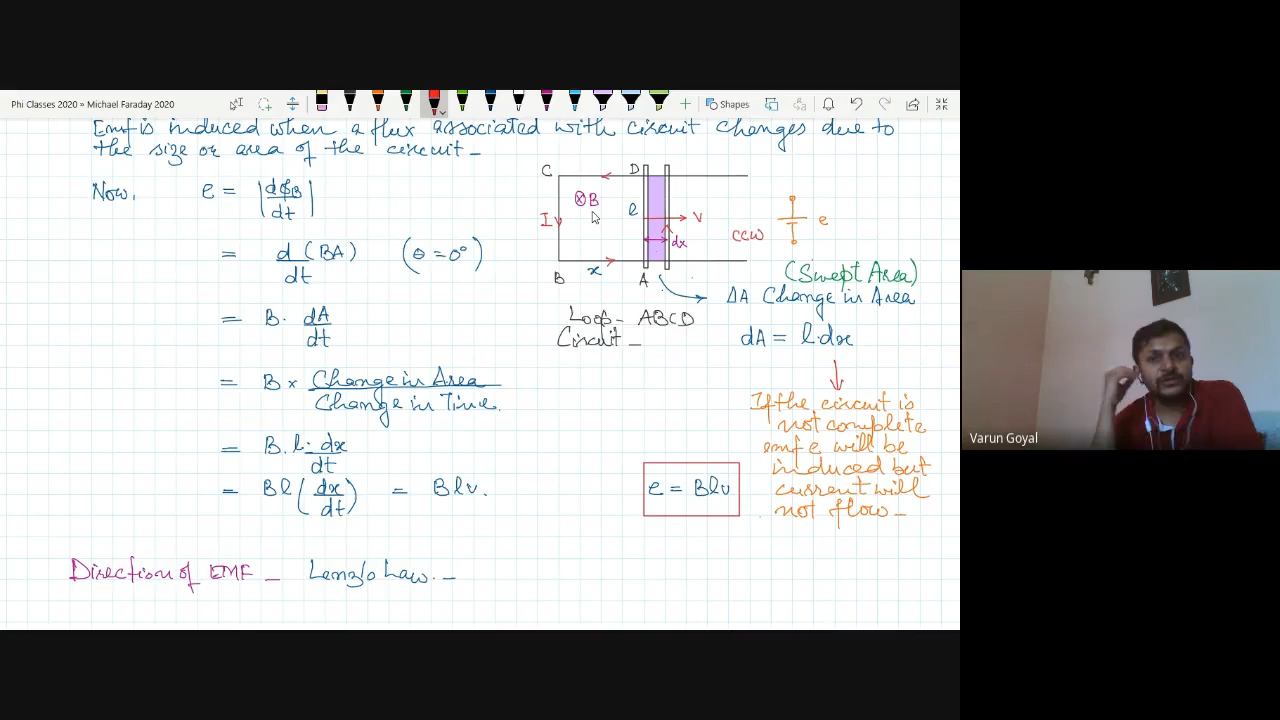 Phi Classes 2020 » Michael Faraday 2020
Shapes
Emf is induced when a flux associated with circuit changes due to
the size or area of the circuit -
Now, e = |dϕB/dt|
= d/dt (BA) (θ = 0°)
= B. dA/dt
= B × Change in Area / Change in Time.
= B. l. dx/dt
= Bl (dx/dt) = Blv.
C
D
⊗B
I
l
V
dx
x
B
A
CCW
e
Loop - ABCD
Circuit -
(Swept Area)
ΔA Change in Area
dA = l.dx
If the circuit is
not complete
emf e will be
induced but
current will
not flow -
e = Blv
Direction of EMF - Lenz's Law. -
Varun Goyal